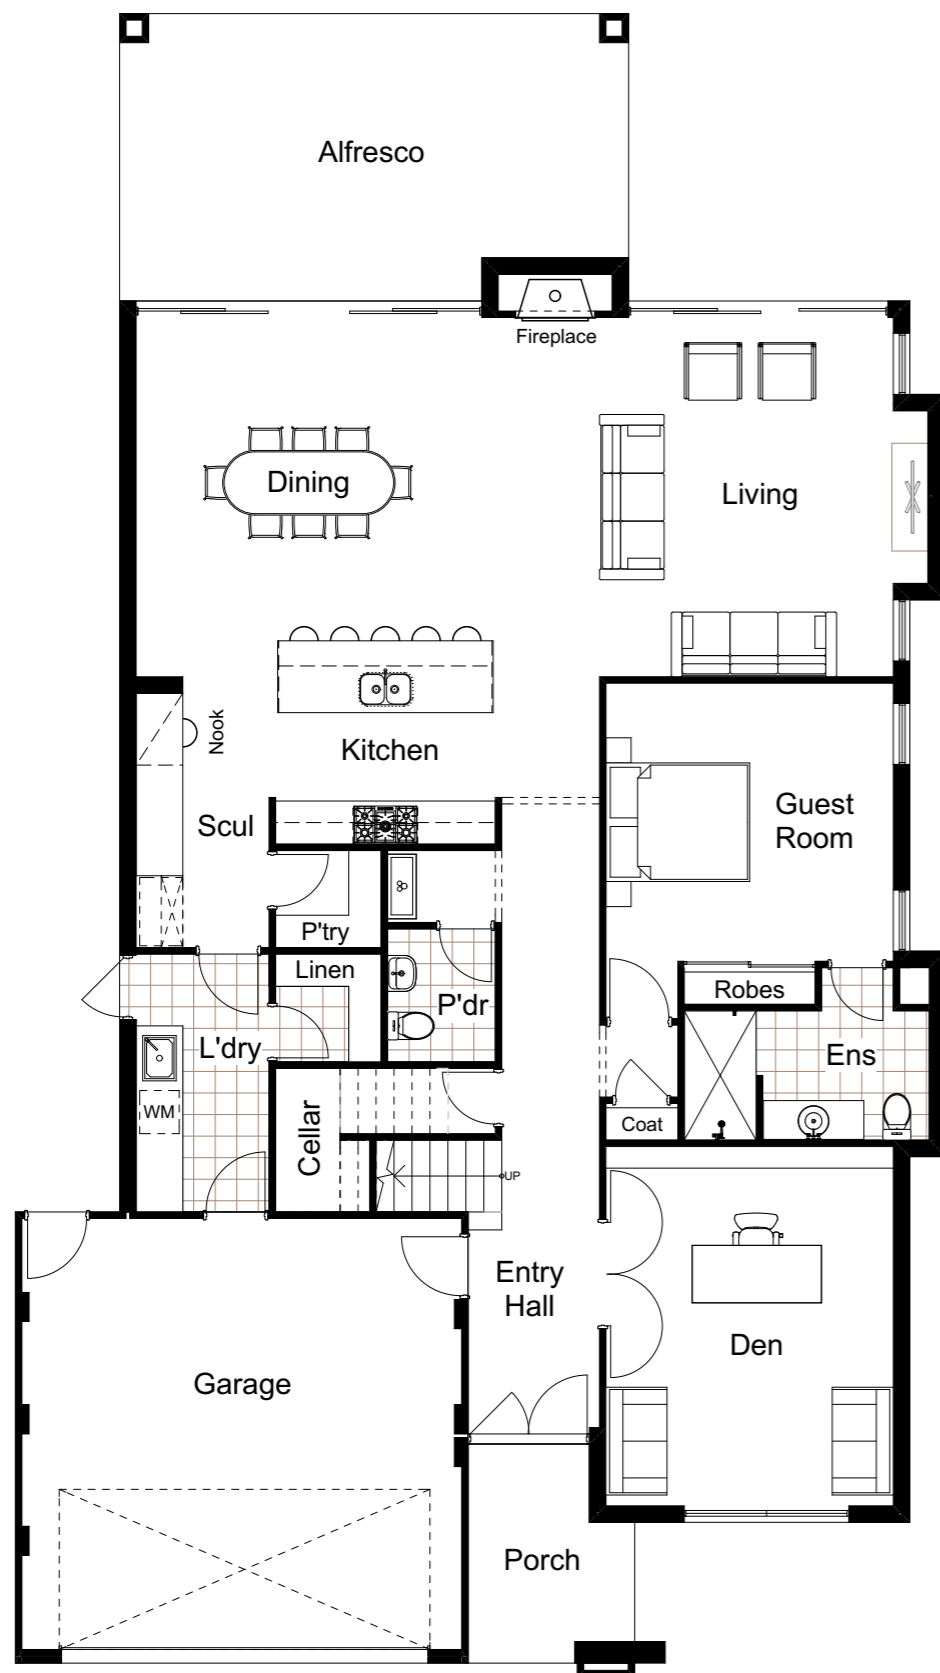 Alfresco
Fireplace
Dining
Living
Nook
Kitchen
Guest
Room
Scul
P'try
Linen
P'dr
Robes
L'dry
Ens
WM
Cellar
Coat
UP
Entry
Hall
Den
Garage
Porch